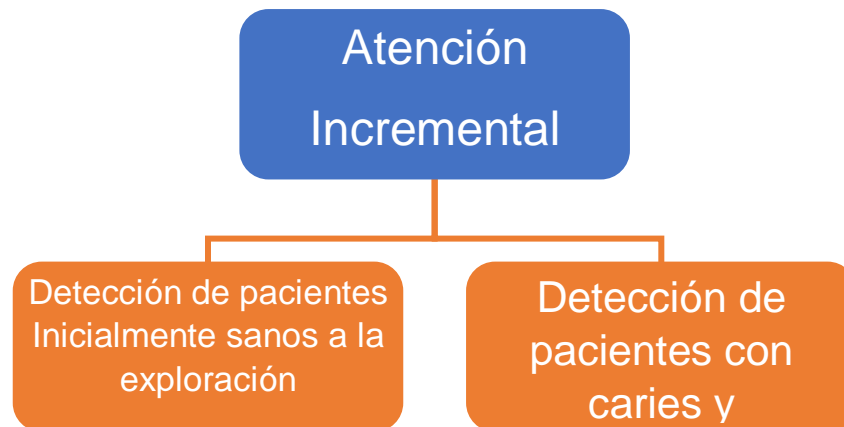 Atención
Incremental
Detección de pacientes
Inicialmente sanos a la
exploración
Detección de
pacientes con
caries y